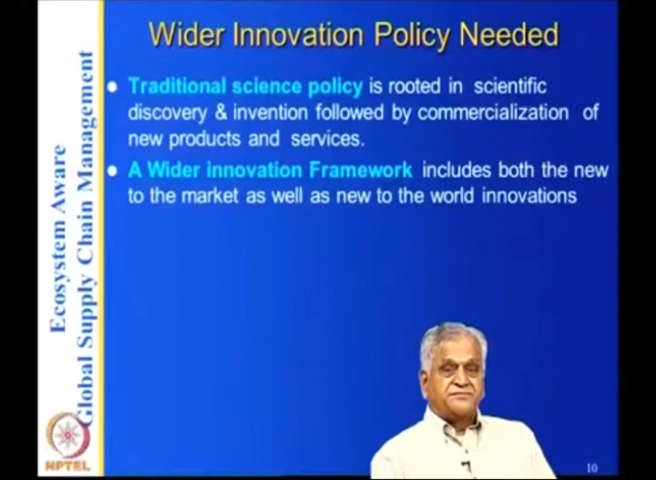 Wider Innovation Policy Needed
Traditional science policy is rooted in scientific
discovery & invention followed by commercialization of
new products and services.
A Wider innovation Framework includes both the new
to the market as well as new to the world innovations
Ecosystem Aware
Global Supply Chain Management
NPTEL
10